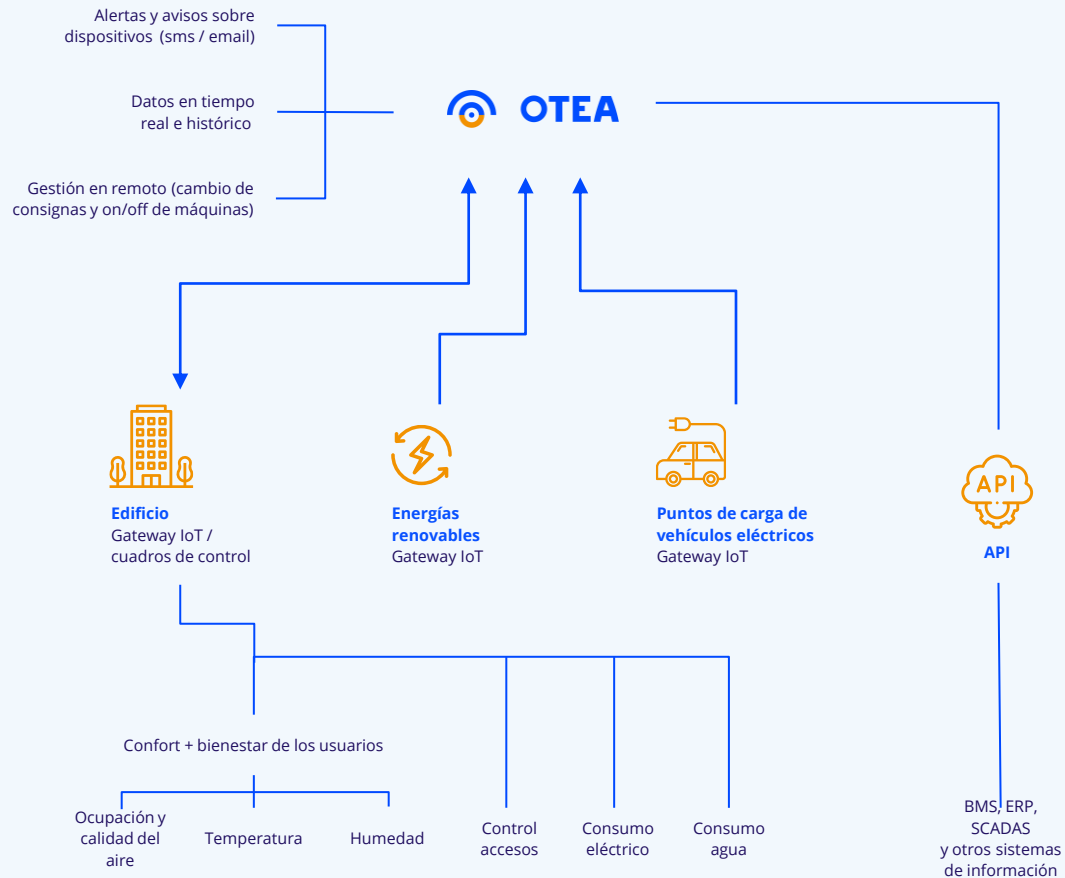 Alertas y avisos sobre
dispositivos (sms / email)
Datos en tiempo
real e histórico
Gestión en remoto (cambio de
consignas y on/off de máquinas)
OTEA
Edificio
Gateway IoT /
cuadros de control
Energías
renovables
Gateway IoT
Puntos de carga de
vehículos eléctricos
Gateway IoT
API
API
Confort + bienestar de los usuarios
Ocupación y
calidad del
aire
Temperatura
Humedad
Control
accesos
Consumo
eléctrico
Consumo
agua
BMS, ERP,
SCADAS
y otros sistemas
de información